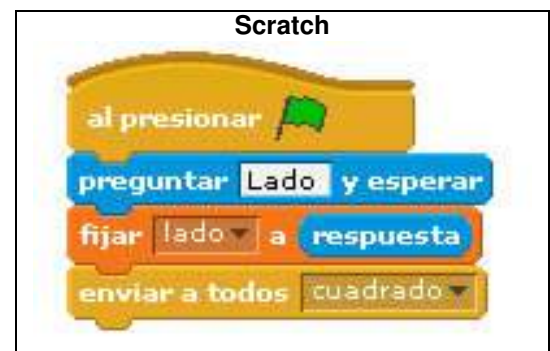 Scratch
al presionar
preguntar Lado y esperar
fijar lado a respuesta
enviar a todos cuadrado